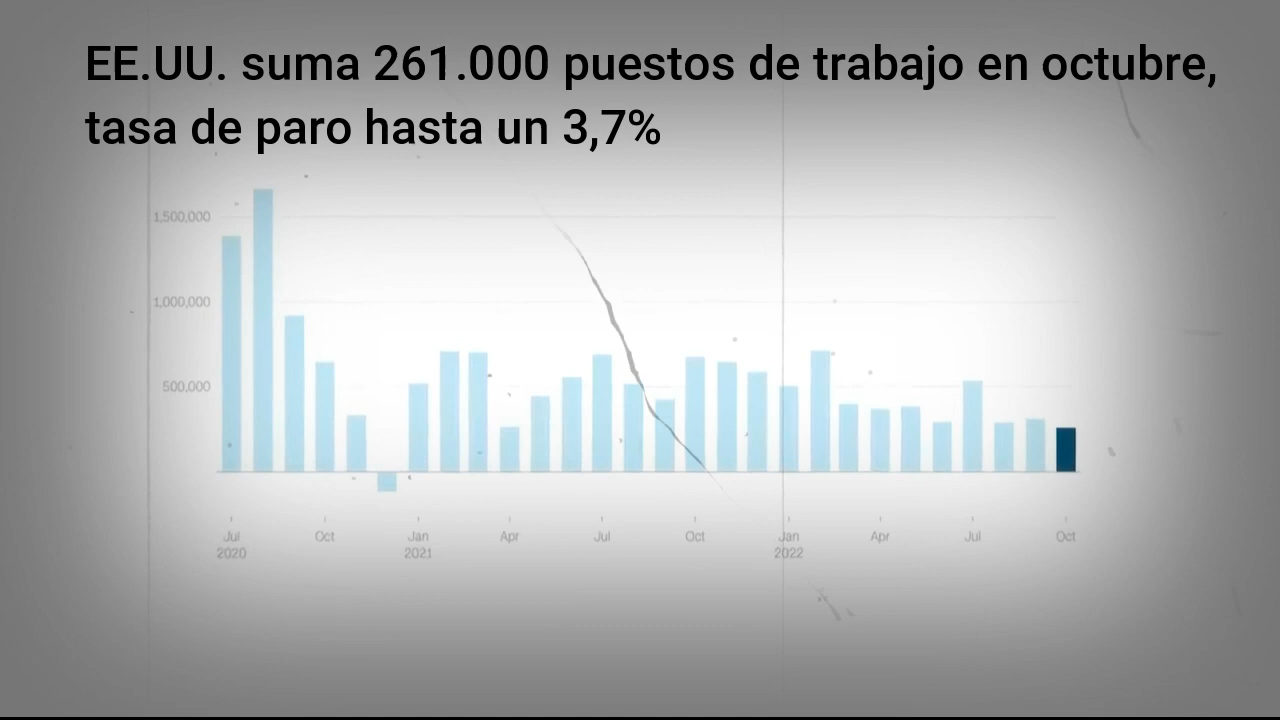 EE.UU. suma 261.000 puestos de trabajo en octubre,
tasa de paro hasta un 3,7%
1,500,000
1,000,000
500,000
Jul Oct Jan Apr Jul Oct Jan Apr Jul Oct
2020 2021 2022